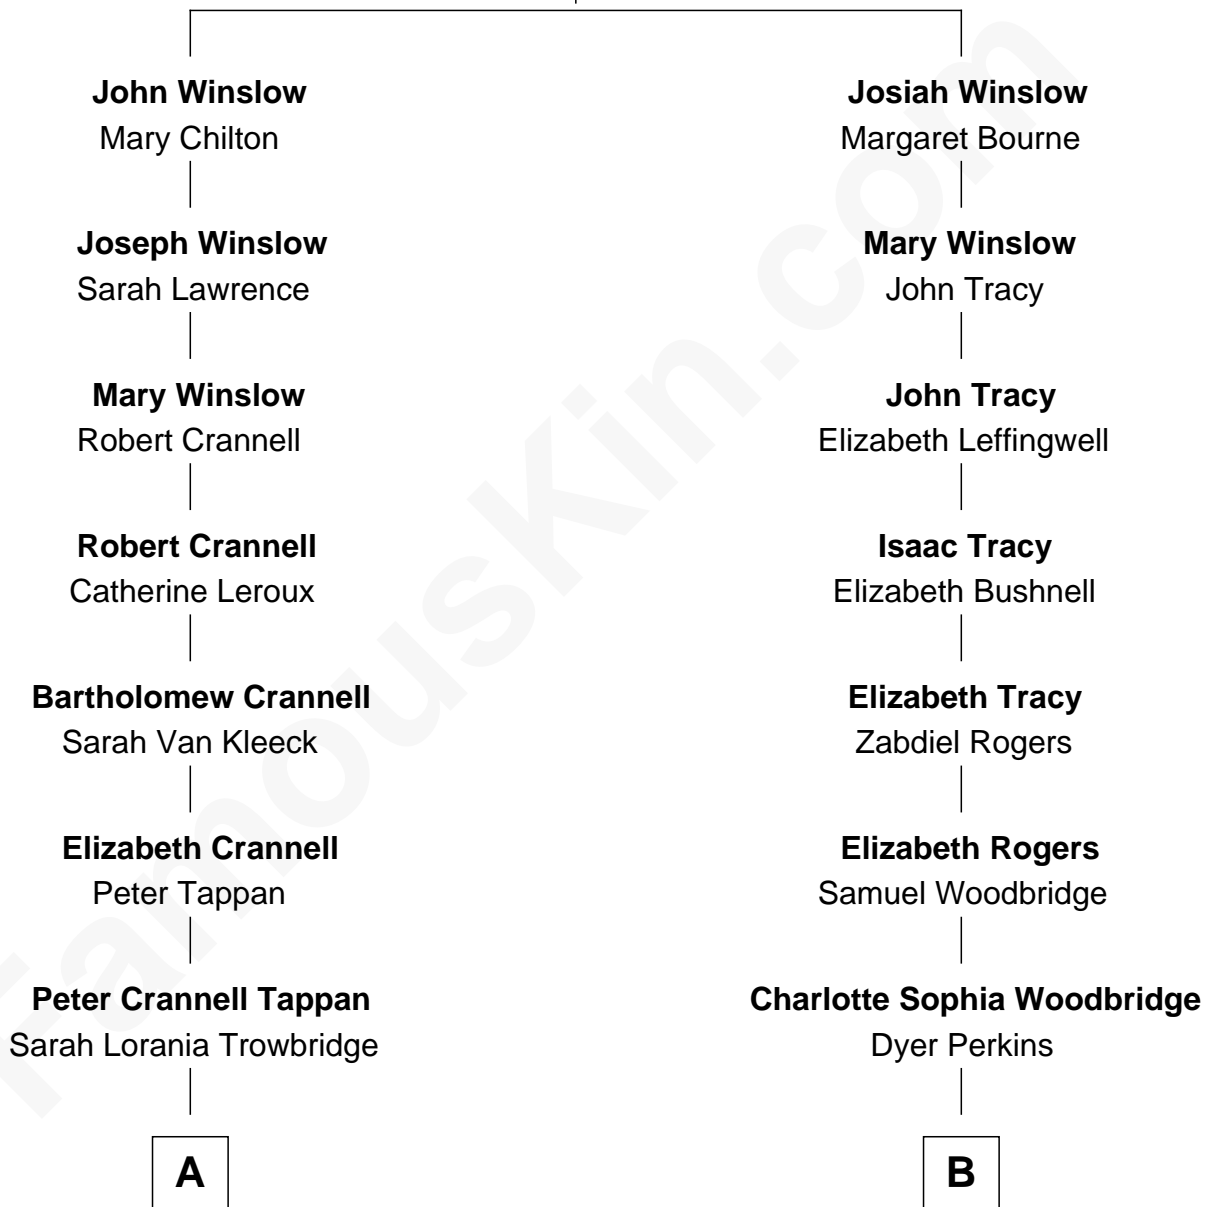 John Winslow
Mary Chilton
Joseph Winslow
Sarah Lawrence
Mary Winslow
Robert Crannell
Robert Crannell
Catherine Leroux
Bartholomew Crannell
Sarah Van Kleeck
Elizabeth Crannell
Peter Tappan
Peter Crannell Tappan
Sarah Lorania Trowbridge
A
Josiah Winslow
Margaret Bourne
Mary Winslow
John Tracy
John Tracy
Elizabeth Leffingwell
Isaac Tracy
Elizabeth Bushnell
Elizabeth Tracy
Zabdiel Rogers
Elizabeth Rogers
Samuel Woodbridge
Charlotte Sophia Woodbridge
Dyer Perkins
B
FamousKin.com